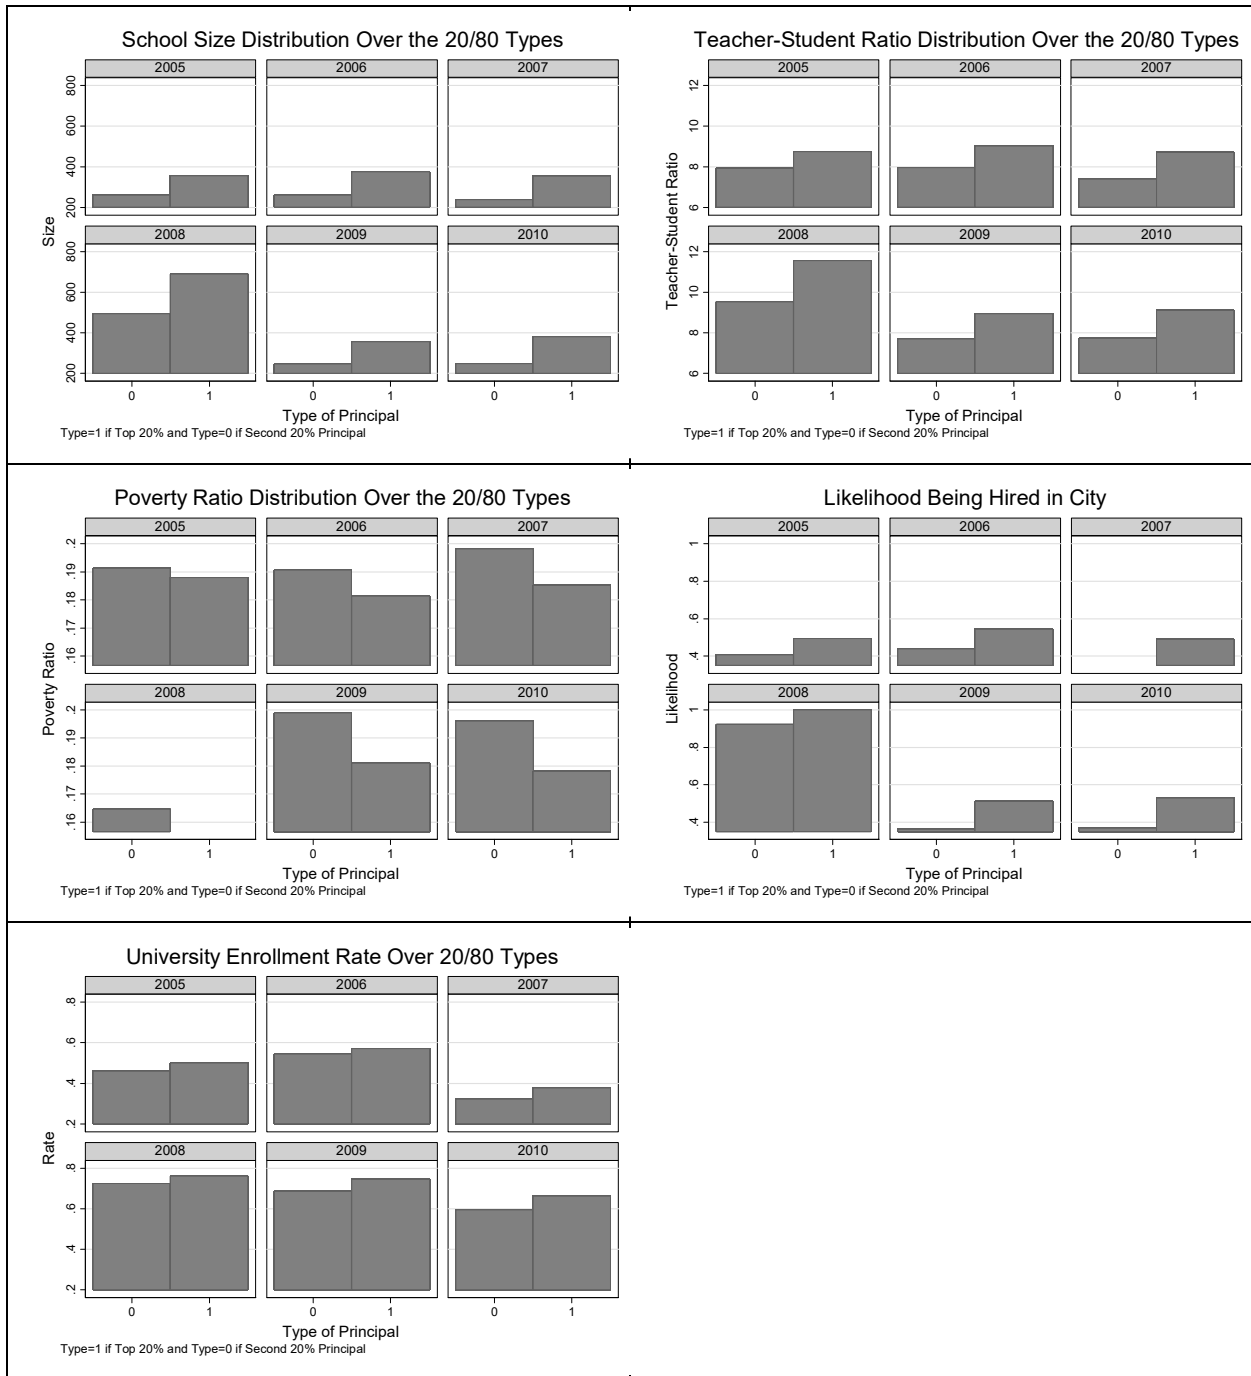 School Size Distribution Over the 20/80 Types
2005 2006 2007
800
600
400
200
Size
2008 2009 2010
800
600
400
200
0 1 0 1 0 1
Type of Principal
Type=1 if Top 20% and Type=0 if Second 20% Principal
Teacher-Student Ratio Distribution Over the 20/80 Types
2005 2006 2007
12
10
8
6
Teacher-Student Ratio
2008 2009 2010
12
10
8
6
0 1 0 1 0 1
Type of Principal
Type=1 if Top 20% and Type=0 if Second 20% Principal
Poverty Ratio Distribution Over the 20/80 Types
2005 2006 2007
.2
.19
.18
.17
.16
Poverty Ratio
2008 2009 2010
.2
.19
.18
.17
.16
0 1 0 1 0 1
Type of Principal
Type=1 if Top 20% and Type=0 if Second 20% Principal
Likelihood Being Hired in City
2005 2006 2007
1
.8
.6
.4
Likelihood
2008 2009 2010
1
.8
.6
.4
0 1 0 1 0 1
Type of Principal
Type=1 if Top 20% and Type=0 if Second 20% Principal
University Enrollment Rate Over 20/80 Types
2005 2006 2007
.8
.6
.4
.2
Rate
2008 2009 2010
.8
.6
.4
.2
0 1 0 1 0 1
Type of Principal
Type=1 if Top 20% and Type=0 if Second 20% Principal